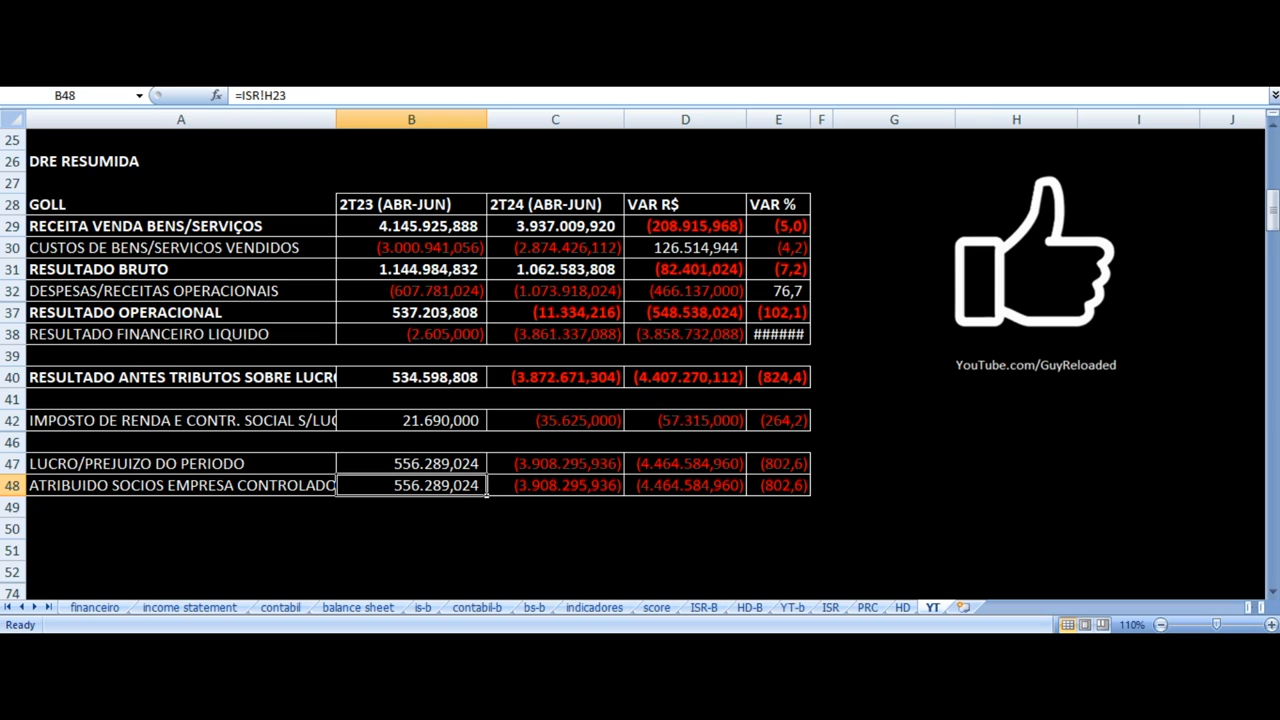 B48 fx =ISR!H23
A B C D E F G H I J
25
26 DRE RESUMIDA
27
28 GOLL 2T23 (ABR-JUN) 2T24 (ABR-JUN) VAR R$ VAR %
29 RECEITA VENDA BENS/SERVIÇOS 4.145.925,888 3.937.009,920 (208.915,968) (5,0)
30 CUSTOS DE BENS/SERVICOS VENDIDOS (3.000.941,056) (2.874.426,112) 126.514,944 (4,2)
31 RESULTADO BRUTO 1.144.984,832 1.062.583,808 (82.401,024) (7,2)
32 DESPESAS/RECEITAS OPERACIONAIS (607.781,024) (1.073.918,024) (466.137,000) 76,7
37 RESULTADO OPERACIONAL 537.203,808 (11.334,216) (548.538,024) (102,1)
38 RESULTADO FINANCEIRO LIQUIDO (2.605,000) (3.861.337,088) (3.858.732,088) ######
39 YouTube.com/GuyReloaded
40 RESULTADO ANTES TRIBUTOS SOBRE LUCRO 534.598,808 (3.872.671,304) (4.407.270,112) (824,4)
41
42 IMPOSTO DE RENDA E CONTR. SOCIAL S/LUC 21.690,000 (35.625,000) (57.315,000) (264,2)
46
47 LUCRO/PREJUIZO DO PERIODO 556.289,024 (3.908.295,936) (4.464.584,960) (802,6)
48 ATRIBUIDO SOCIOS EMPRESA CONTROLADO 556.289,024 (3.908.295,936) (4.464.584,960) (802,6)
49
50
51
52
74
financeiro income statement contabil balance sheet is-b contabil-b bs-b indicadores score ISR-B HD-B YT-b ISR PRC HD YT
Ready 110%